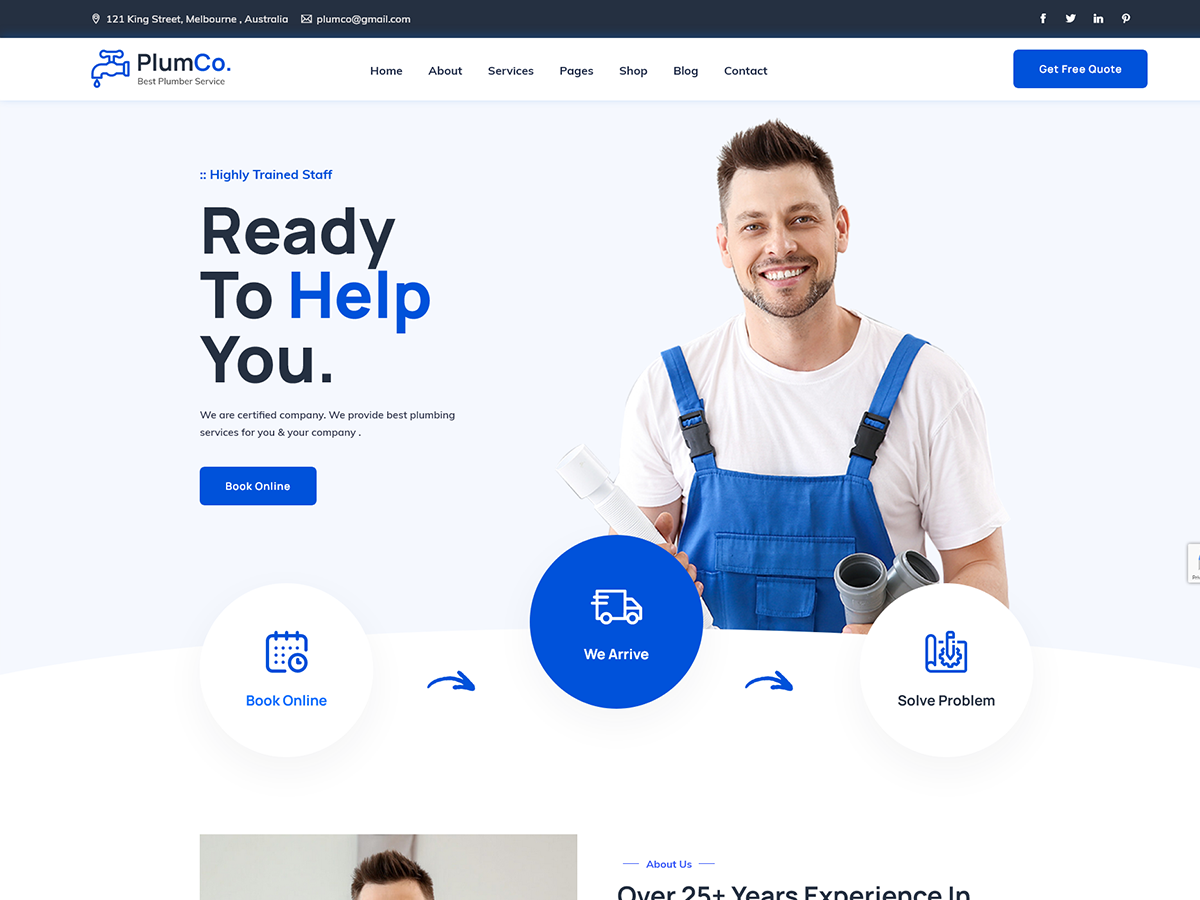 121 King Street, Melbourne , Australia
plumco@gmail.com
PlumCo.
Best Plumber Service
Home
About
Services
Pages
Shop
Blog
Contact
Get Free Quote
:: Highly Trained Staff
Ready
To Help
You.
We are certified company. We provide best plumbing
services for you & your company .
Book Online
Book Online
We Arrive
Solve Problem
About Us
Over 25+ Years Experience In